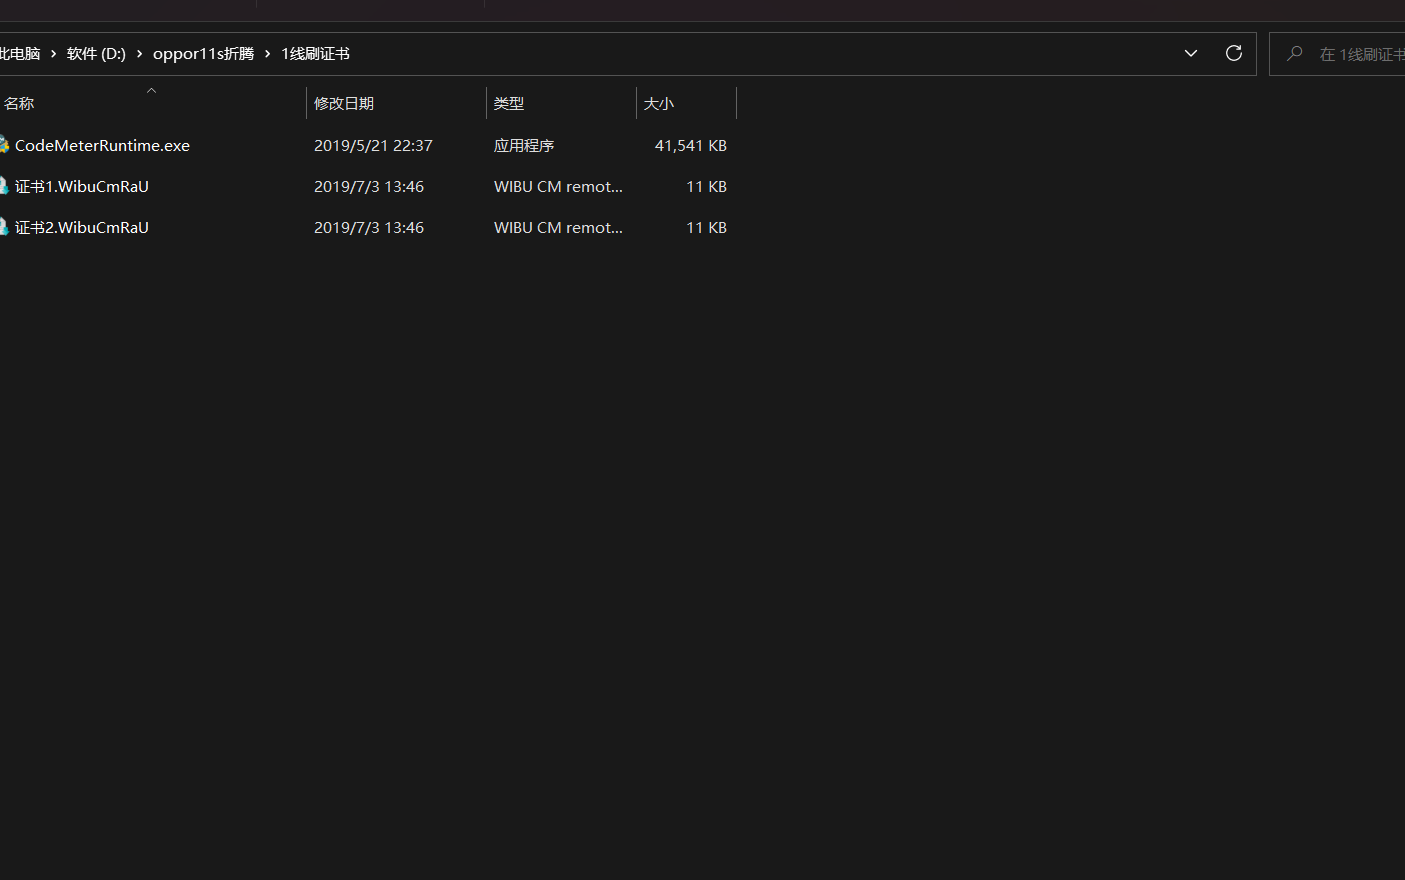 此电脑 › 软件 (D:) › oppor11s折腾 › 1线刷证书
在 1线刷证书
名称 修改日期 类型 大小
CodeMeterRuntime.exe 2019/5/21 22:37 应用程序 41,541 KB
证书1.WibuCmRaU 2019/7/3 13:46 WIBU CM remot... 11 KB
证书2.WibuCmRaU 2019/7/3 13:46 WIBU CM remot... 11 KB